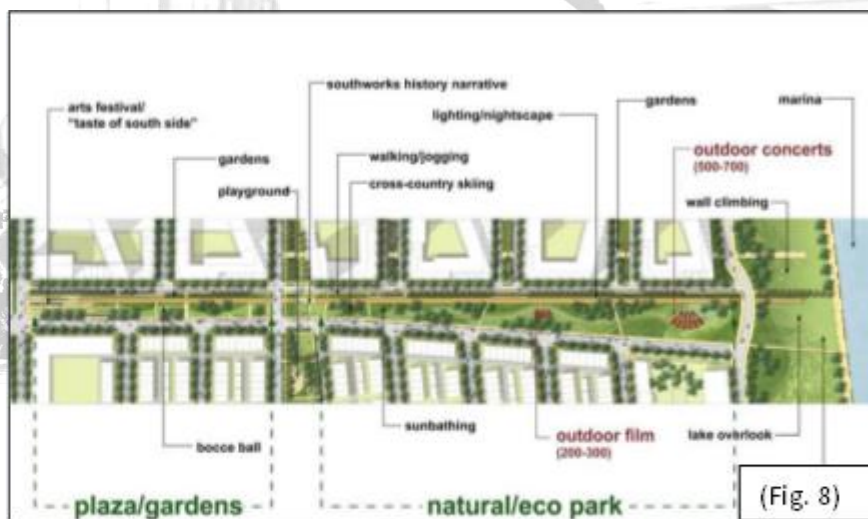 southworks history narrative
arts festival/
"taste of south side"
lighting/nightscape
gardens
marina
gardens
walking/jogging
outdoor concerts
(500-700)
playground
cross-country skiing
wall climbing
bocce ball
sunbathing
outdoor film
(200-300)
lake overlook
plaza/gardens
natural/eco park
(Fig. 8)